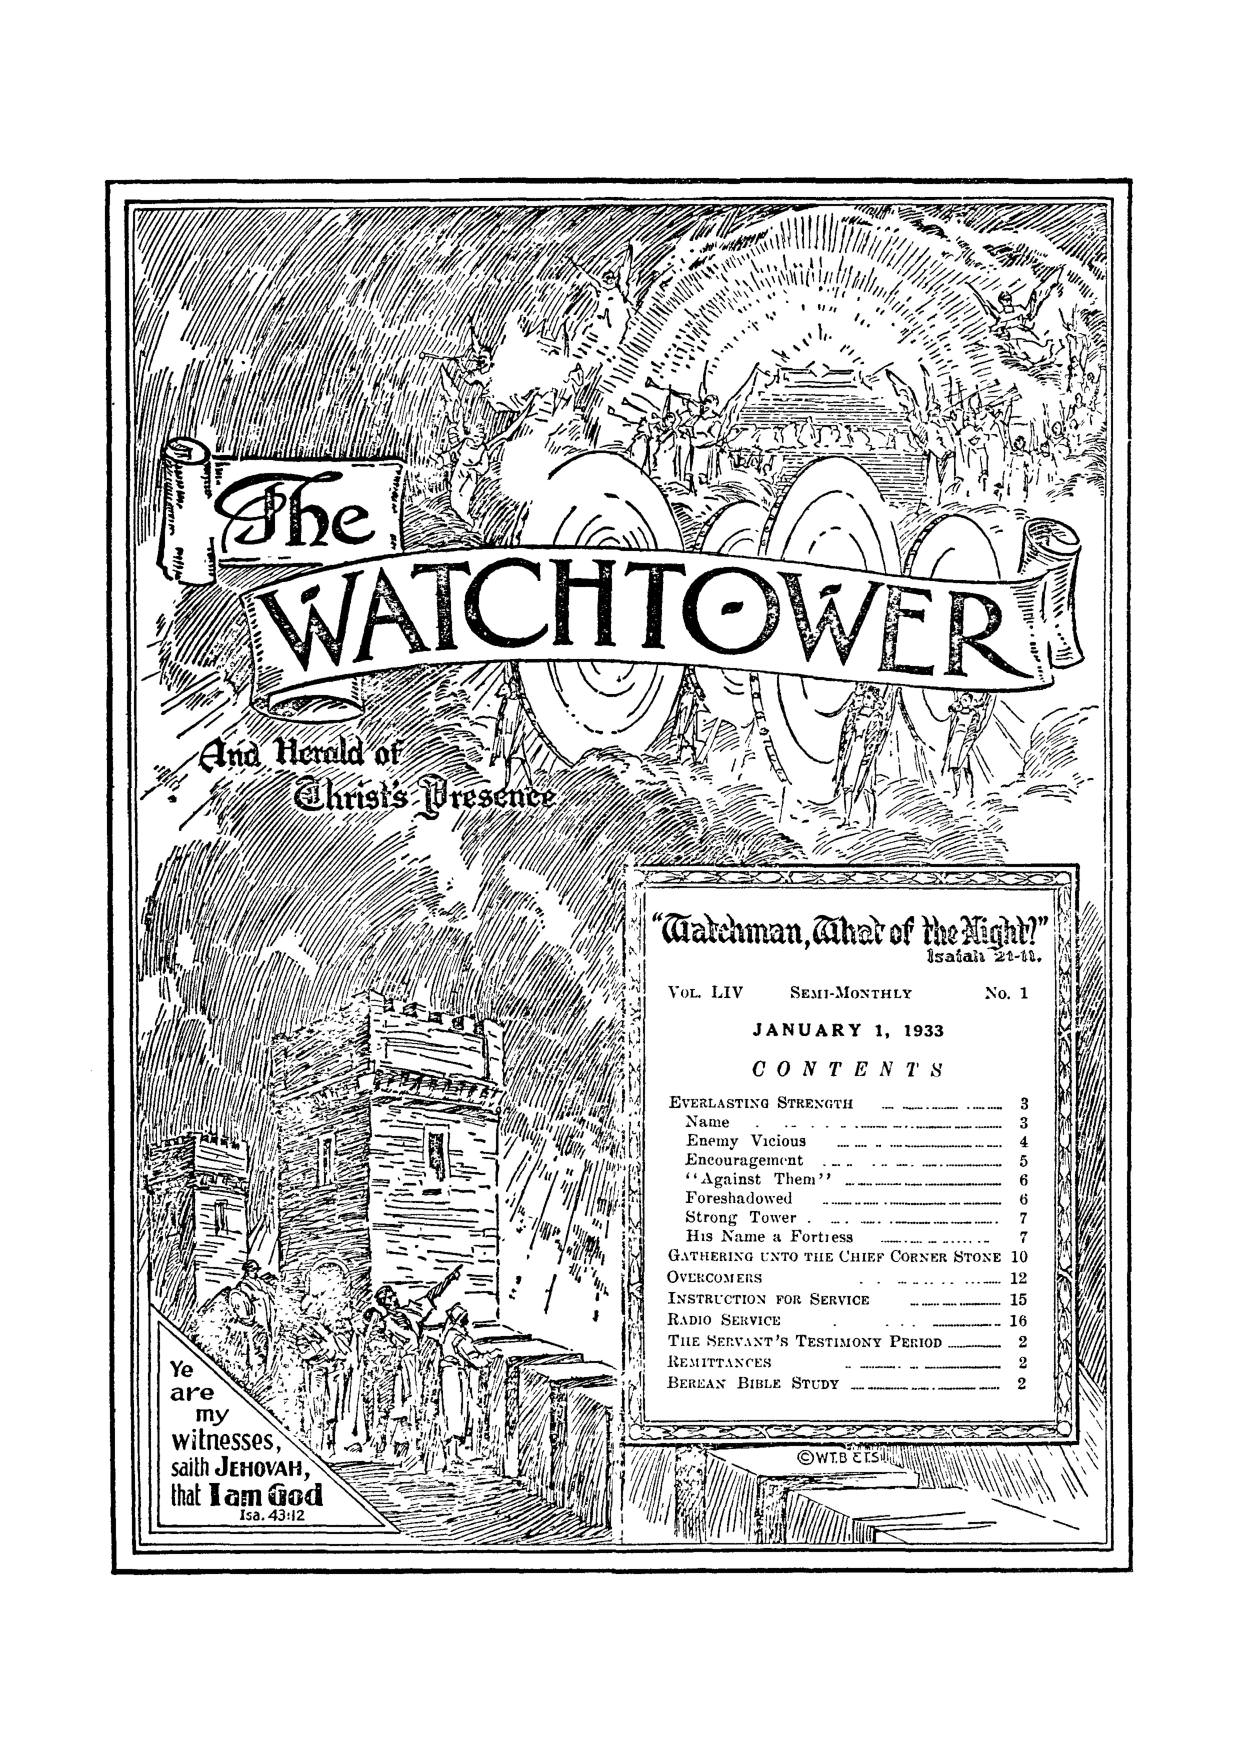 The
WATCHTOWER
And Herald of
Christ's Presence
"Watchman, What of the Night?"
Isaiah 21-11.
VOL. LIV SEMI-MONTHLY No. 1
JANUARY 1, 1933
CONTENTS
EVERLASTING STRENGTH 3
Name 3
Enemy Vicious 4
Encouragement 5
"Against Them" 6
Foreshadowed 6
Strong Tower 7
His Name a Fortress 7
GATHERING UNTO THE CHIEF CORNER STONE 10
OVERCOMERS 12
INSTRUCTION FOR SERVICE 15
RADIO SERVICE 16
THE SERVANT'S TESTIMONY PERIOD 2
REMITTANCES 2
BEREAN BIBLE STUDY 2
©W.T.B & T.S.
Ye
are
my
witnesses,
saith JEHOVAH,
that I am God
Isa. 43:12